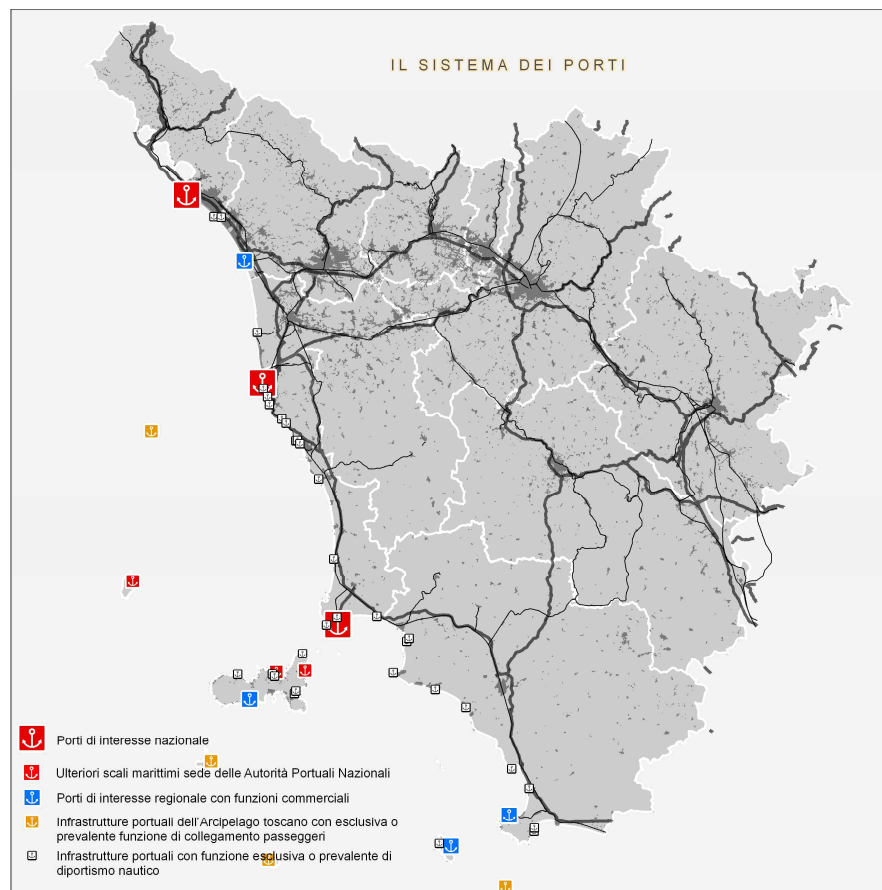 IL SISTEMA DEI PORTI
Porti di interesse nazionale
Ulteriori scali marittimi sede delle Autorità Portuali Nazionali
Porti di interesse regionale con funzioni commerciali
Infrastrutture portuali dell'Arcipelago toscano con esclusiva o
prevalente funzione di collegamento passeggeri
Infrastrutture portuali con funzione esclusiva o prevalente di
diportismo nautico